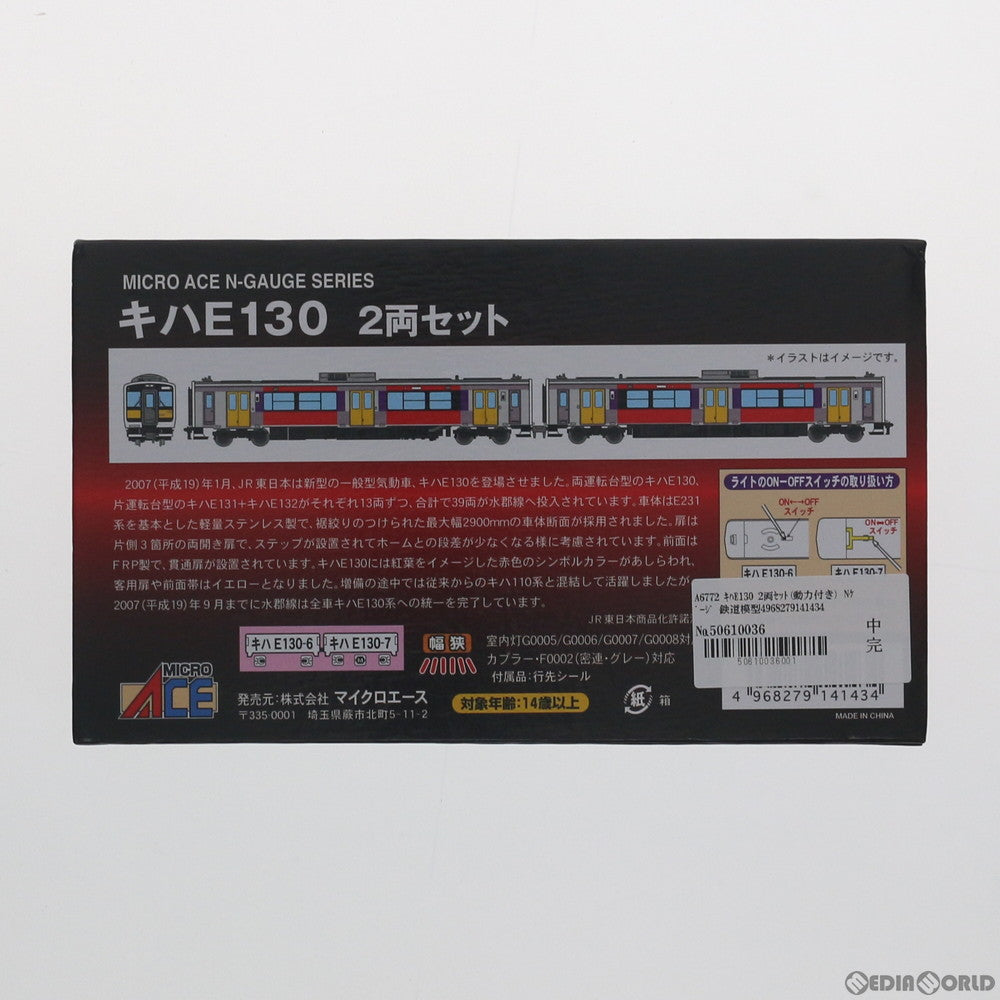 MICRO ACE N-GAUGE SERIES
キハE130 2両セット
*イラストはイメージです。
2007(平成19)年1月、JR東日本は新型の一般型気動車、キハE130を登場させました。両運転台型のキハE130、
片運転台型のキハE131+キハE132がそれぞれ13両ずつ、合計で39両が水郡線へ投入されています。車体はE231
系を基本とした軽量ステンレス製で、裾絞りのつけられた最大幅2900mmの車体断面が採用されました。扉は
片側3箇所の両開き扉で、ステップが設置されてホームとの段差が少なくなる様に考慮されています。前面は
FRP製で、貫通扉が設置されています。キハE130には紅葉をイメージした赤色のシンボルカラーがあしらわれ、
客用扉や前面帯はイエローとなりました。増備の途中では従来からのキハ110系と混結して活躍しましたが、
2007(平成19)年9月までに水郡線は全車キハE130系への統一を完了しています。
JR東日本商品化許諾済
ライトのON-OFFスイッチの取り扱い方
ON←→OFF
スイッチ
ON⇔OFF
スイッチ
キハ E130-6
キハ E130-7
キハ E130-6
キハ E130-7
幅狭
室内灯G0005/G0006/G0007/G0008対
カプラー・F0002(密連・グレー)対応
付属品:行先シール
MICRO
ACE
発売元:株式会社 マイクロエース
〒335-0001 埼玉県蕨市北町5-11-2
対象年齢:14歳以上
紙
箱
A6772 ｷﾊE130 2両セット(動力付き) Nｹﾞ
ｰｼﾞ 鉄道模型4968279141434
No.50610036
50610036001
中
完
4 968279 141434
MADE IN CHINA
MEDIAWORLD